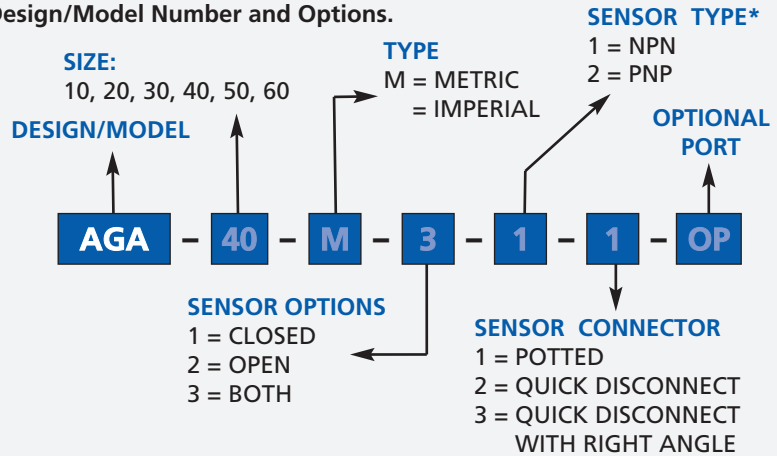 Design/Model Number and Options.
SIZE:
10, 20, 30, 40, 50, 60
DESIGN/MODEL
TYPE
M = METRIC
= IMPERIAL
SENSOR TYPE*
1 = NPN
2 = PNP
OPTIONAL
PORT
AGA - 40 - M - 3 - 1 - 1 - OP
SENSOR OPTIONS
1 = CLOSED
2 = OPEN
3 = BOTH
SENSOR CONNECTOR
1 = POTTED
2 = QUICK DISCONNECT
3 = QUICK DISCONNECT
WITH RIGHT ANGLE